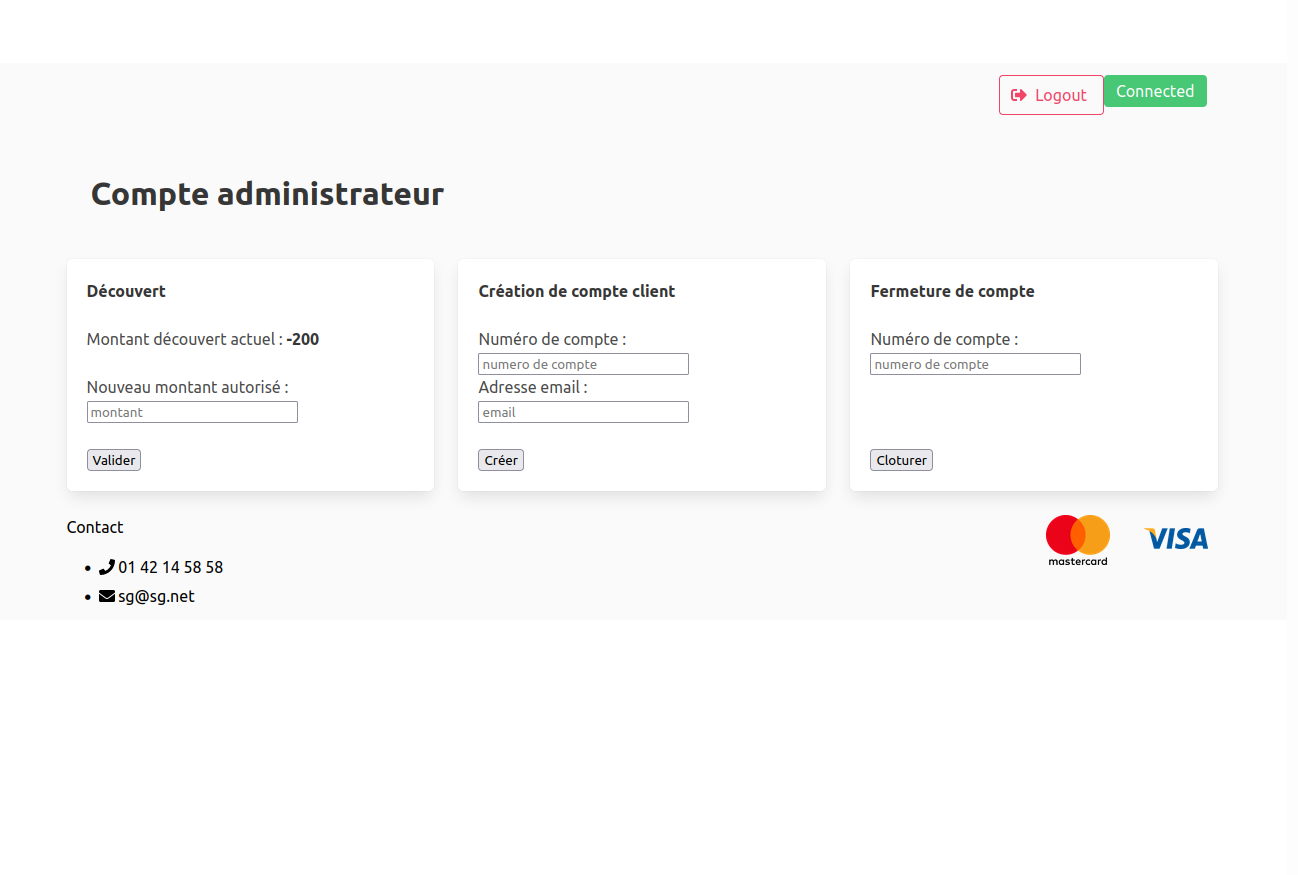 Logout
Connected
Compte administrateur
Découvert
Montant découvert actuel : -200
Nouveau montant autorisé :
montant
Valider
Création de compte client
Numéro de compte :
numero de compte
Adresse email :
email
Créer
Fermeture de compte
Numéro de compte :
numero de compte
Cloturer
Contact
01 42 14 58 58
sg@sg.net
mastercard
VISA